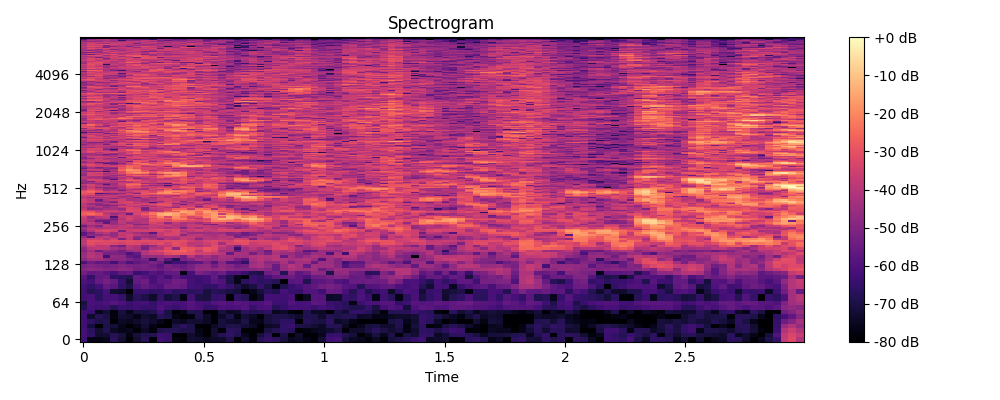 Spectrogram
Hz
4096
2048
1024
512
256
128
64
0
0 0.5 1 1.5 2 2.5
Time
+0 dB
-10 dB
-20 dB
-30 dB
-40 dB
-50 dB
-60 dB
-70 dB
-80 dB